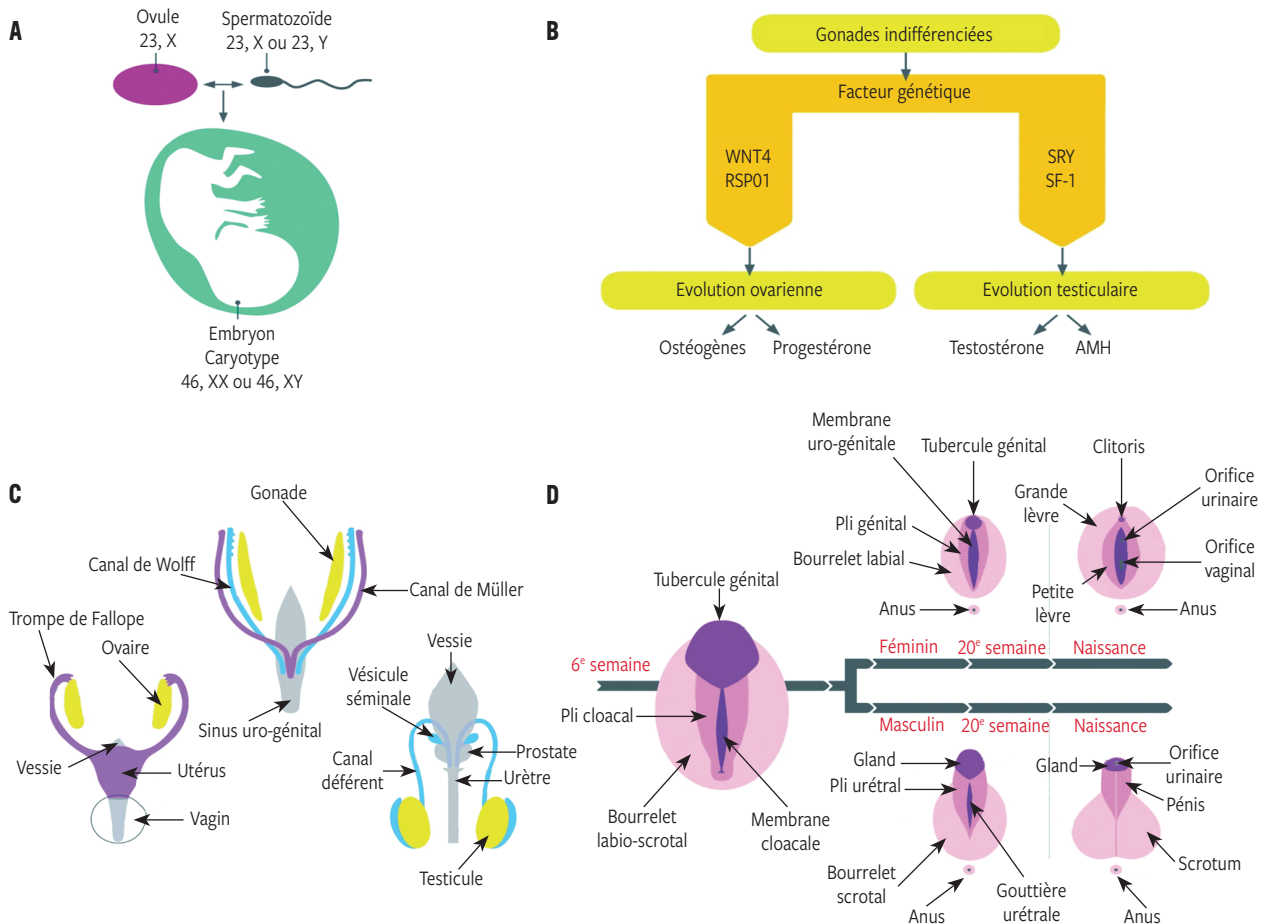 A
Ovule
23, X
Spermatozoïde
23, X ou 23, Y
Embryon
Caryotype
46, XX ou 46, XY
B
Gonades indifférenciées
Facteur génétique
WNT4
RSP01
SRY
SF-1
Evolution ovarienne
Evolution testiculaire
Ostéogènes
Progestérone
Testostérone
AMH
C
Gonade
Canal de Wolff
Canal de Müller
Sinus uro-génital
Trompe de Fallope
Ovaire
Vessie
Utérus
Vagin
Vessie
Vésicule
séminale
Canal
déférent
Prostate
Urètre
Testicule
D
6e semaine
Tubercule génital
Pli cloacal
Bourrelet
labio-scrotal
Membrane
cloacale
Membrane
uro-génitale
Tubercule génital
Pli génital
Bourrelet labial
Anus
Clitoris
Grande
lèvre
Orifice
urinaire
Orifice
vaginal
Petite
lèvre
Anus
Féminin
20e semaine
Naissance
Masculin
20e semaine
Naissance
Gland
Pli urétral
Bourrelet
scrotal
Anus
Gouttière
urétrale
Gland
Orifice
urinaire
Pénis
Scrotum
Anus